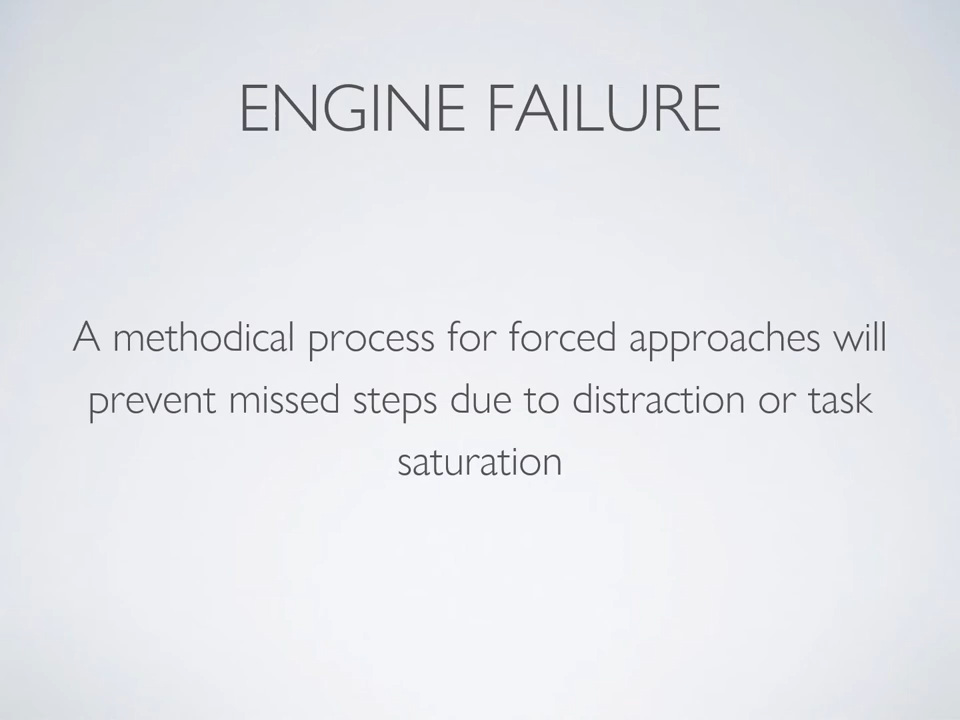 ENGINE FAILURE
A methodical process for forced approaches will
prevent missed steps due to distraction or task
saturation